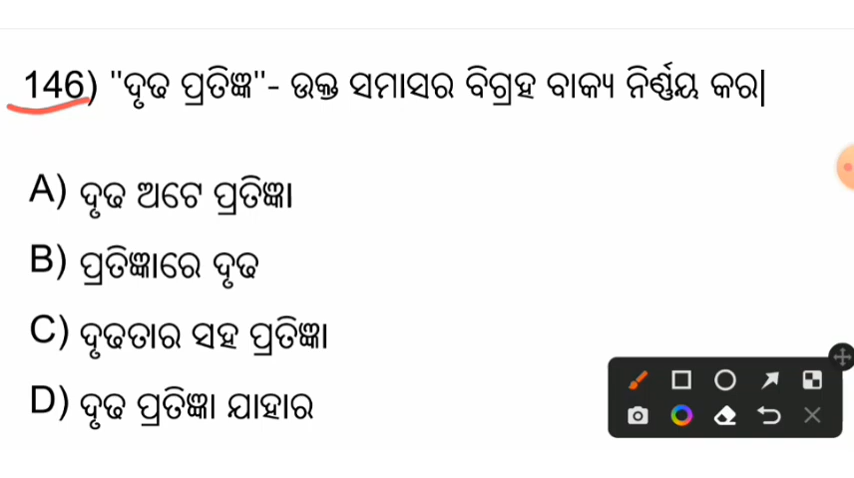 146) "ଦୃଢ ପ୍ରତିଜ୍ଞ"- ଉକ୍ତ ସମାସର ବିଗ୍ରହ ବାକ୍ୟ ନିର୍ଣ୍ଣୟ କର|
A) ଦୃଢ ଅଟେ ପ୍ରତିଜ୍ଞା
B) ପ୍ରତିଜ୍ଞାରେ ଦୃଢ
C) ଦୃଢତାର ସହ ପ୍ରତିଜ୍ଞା
D) ଦୃଢ ପ୍ରତିଜ୍ଞା ଯାହାର